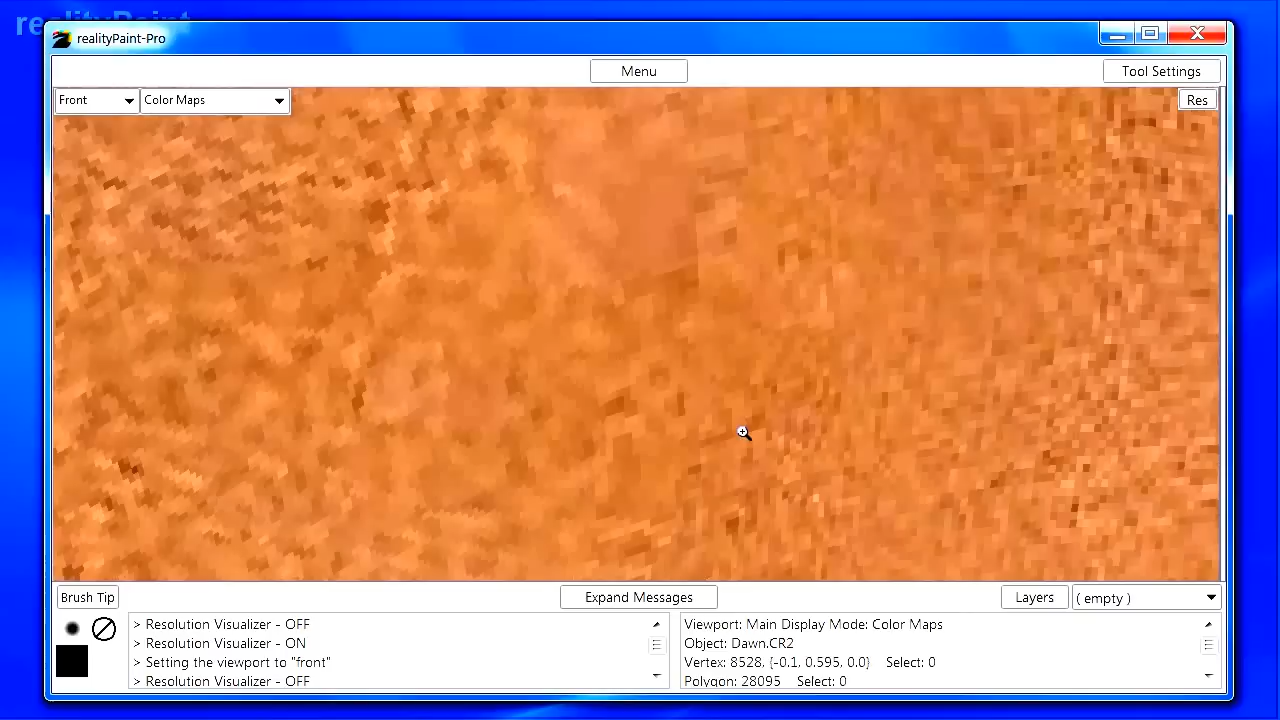 realityPaint
realityPaint-Pro
Menu
Tool Settings
Front
Color Maps
Res
Brush Tip
Expand Messages
Layers
( empty )
> Resolution Visualizer - OFF
> Resolution Visualizer - ON
> Setting the viewport to "front"
> Resolution Visualizer - OFF
Viewport: Main Display Mode: Color Maps
Object: Dawn.CR2
Vertex: 8528, {-0.1, 0.595, 0.0} Select: 0
Polygon: 28095 Select: 0